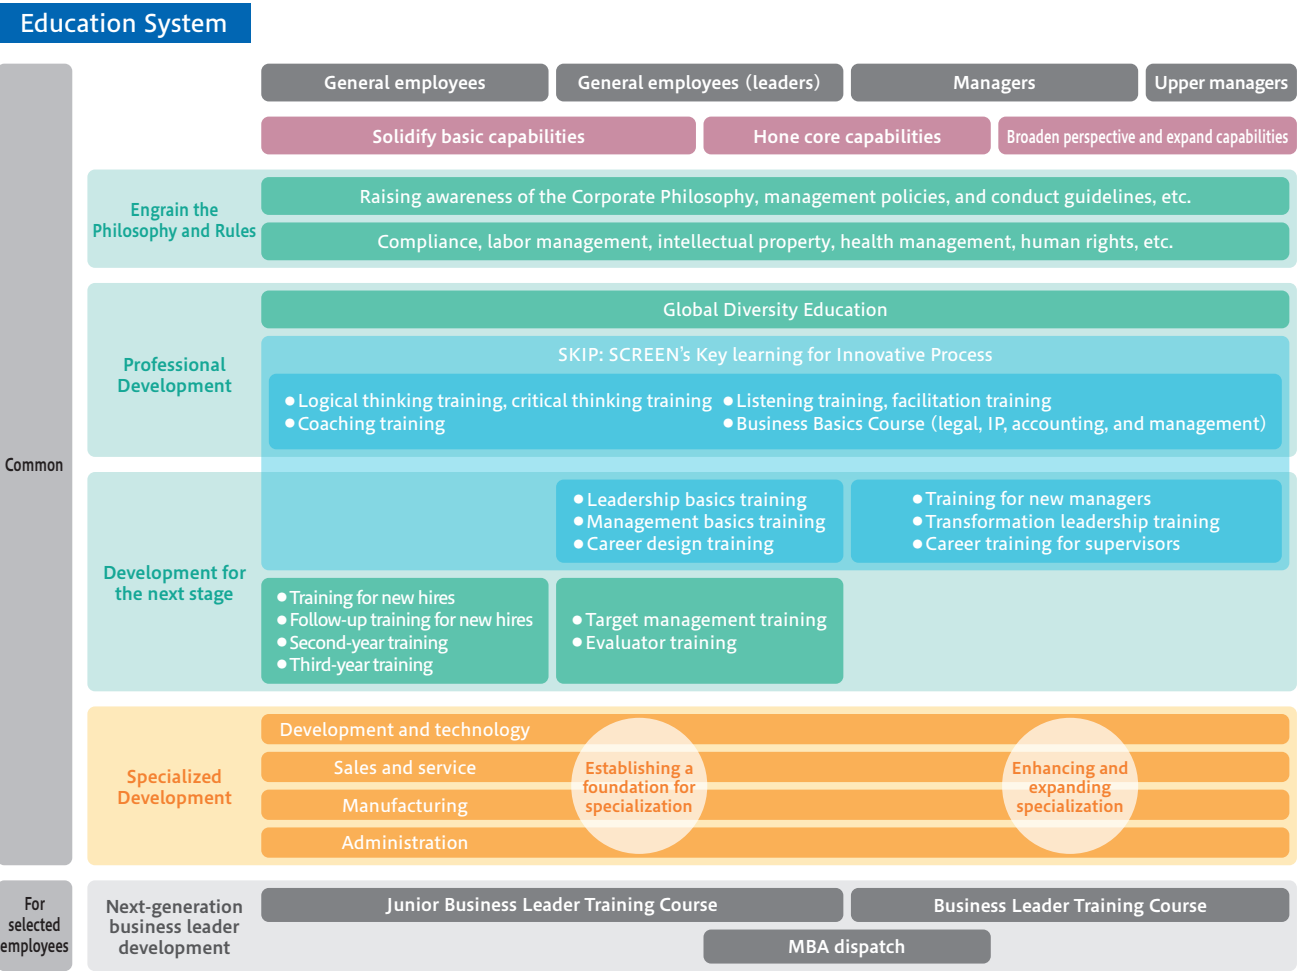 Education System
General employees
General employees (leaders)
Managers
Upper managers
Solidify basic capabilities
Hone core capabilities
Broaden perspective and expand capabilities
Common
Engrain the
Philosophy and Rules
Raising awareness of the Corporate Philosophy, management policies, and conduct guidelines, etc.
Compliance, labor management, intellectual property, health management, human rights, etc.
Professional
Development
Global Diversity Education
SKIP: SCREEN's Key learning for Innovative Process
●Logical thinking training, critical thinking training
●Coaching training
●Listening training, facilitation training
●Business Basics Course (legal, IP, accounting, and management)
Development for
the next stage
●Leadership basics training
●Management basics training
●Career design training
●Training for new managers
●Transformation leadership training
●Career training for supervisors
●Training for new hires
●Follow-up training for new hires
●Second-year training
●Third-year training
●Target management training
●Evaluator training
Specialized
Development
Development and technology
Sales and service
Manufacturing
Administration
Establishing a
foundation for
specialization
Enhancing and
expanding
specialization
For
selected
employees
Next-generation
business leader
development
Junior Business Leader Training Course
Business Leader Training Course
MBA dispatch